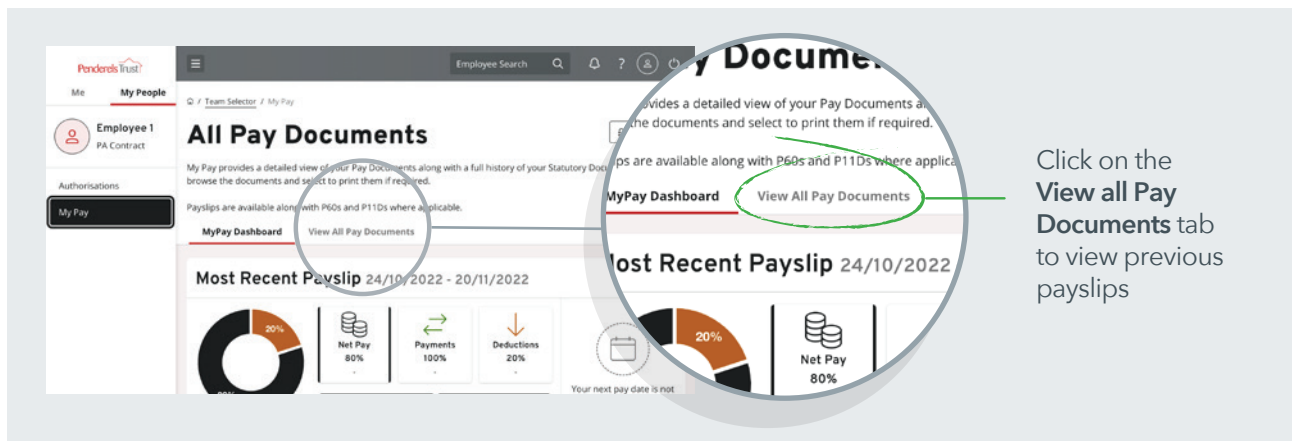 Penderels Trust
Me My People
Employee 1
PA Contract
Authorisations
My Pay
Employee Search
?
/ Team Selector / My Pay
All Pay Documents
My Pay provides a detailed view of your Pay Documents along with a full history of your Statutory Doc
browse the documents and select to print them if required.
Payslips are available along with P60s and P11Ds where applicable.
MyPay Dashboard View All Pay Documents
Most Recent Payslip 24/10/2022 - 20/11/2022
20%
Net Pay
80%
Payments
100%
Deductions
20%
Your next pay date is not
y Docume
ovides a detailed view of your Pay Documents a
the documents and select to print them if required.
ps are available along with P60s and P11Ds where applica
MyPay Dashboard View All Pay Documents
ost Recent Payslip 24/10/2022
20%
Net Pay
80%
Click on the
View all Pay
Documents tab
to view previous
payslips